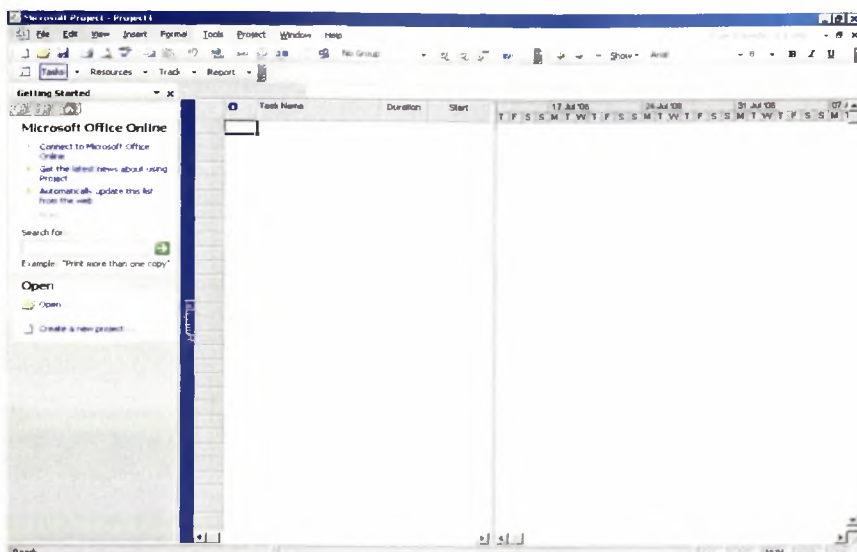 Microsoft Project - Project1
File Edit View Insert Format Tools Project Window Help
No Group Show Arial 8 B I U
Tasks Resources Track Report
Getting Started
Microsoft Office Online
Connect to Microsoft Office Online
Get the latest news about using Project
Automatically update this list from the web
Search for:
Example: "Print more than one copy"
Open
Open
Create a new project...
Task Name Duration Start
17 Jul '06 24 Jul '06 31 Jul '06 07
T F S S M T W T F S S M T W T F S S M T W T F S S M T
Ready